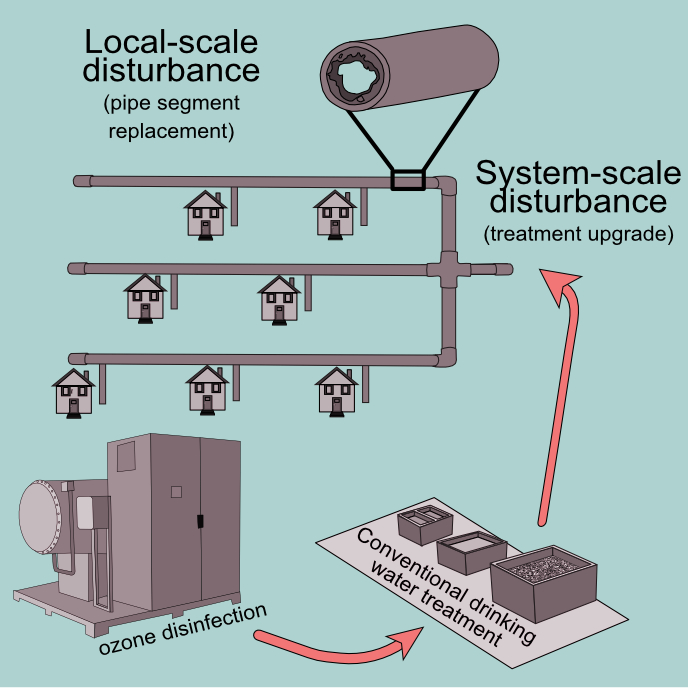 Local-scale
disturbance
(pipe segment
replacement)
System-scale
disturbance
(treatment upgrade)
Conventional drinking
water treatment
ozone disinfection